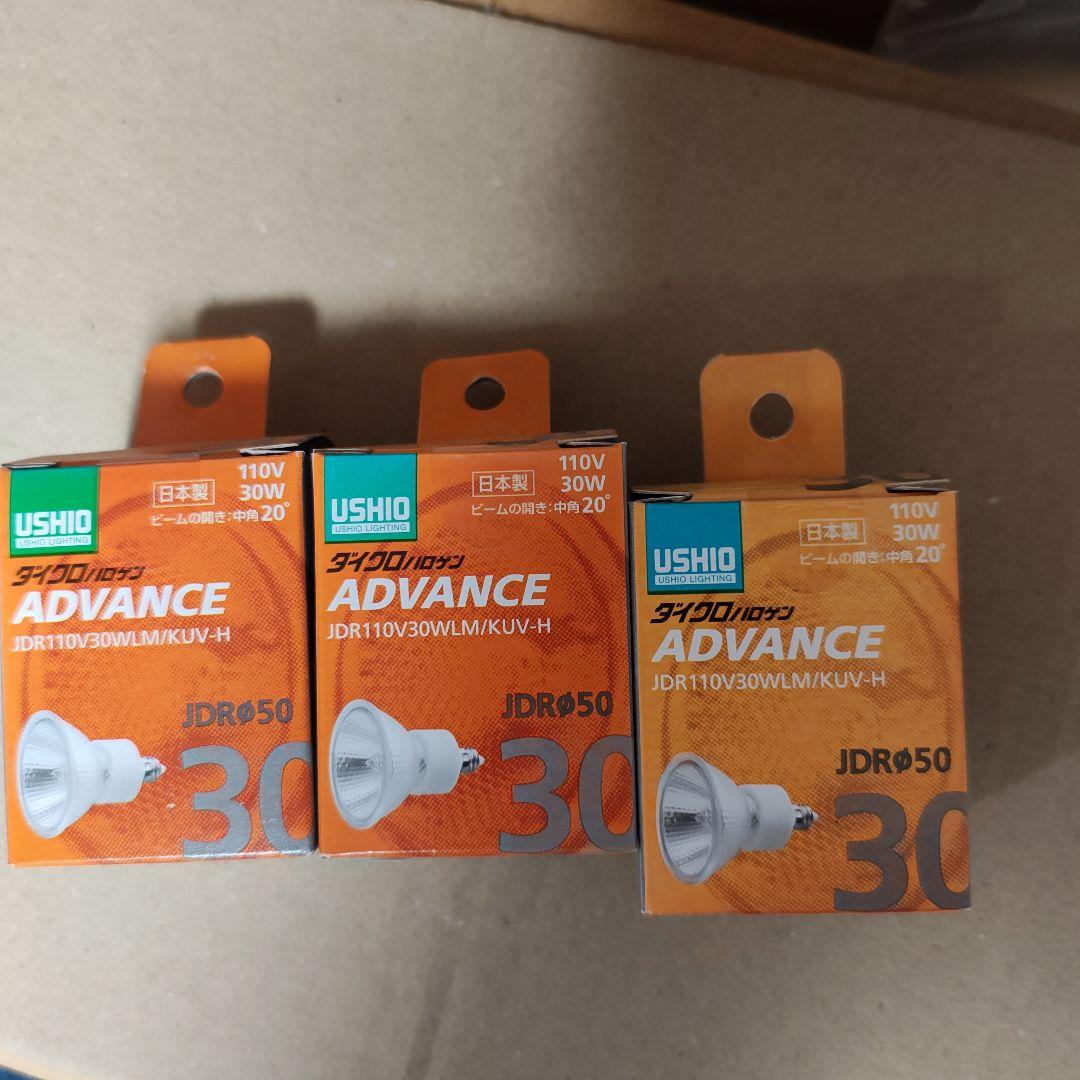 USHIO
USHIO LIGHTING
日本製
110V
30W
ビームの開き:中角20°
ダイクロハロゲン
ADVANCE
JDR110V30WLM/KUV-H
JDRø50
30
USHIO
USHIO LIGHTING
日本製
110V
30W
ビームの開き:中角20°
ダイクロハロゲン
ADVANCE
JDR110V30WLM/KUV-H
JDRø50
30
USHIO
USHIO LIGHTING
日本製
110V
30W
ビームの開き:中角20°
ダイクロハロゲン
ADVANCE
JDR110V30WLM/KUV-H
JDRø50
30